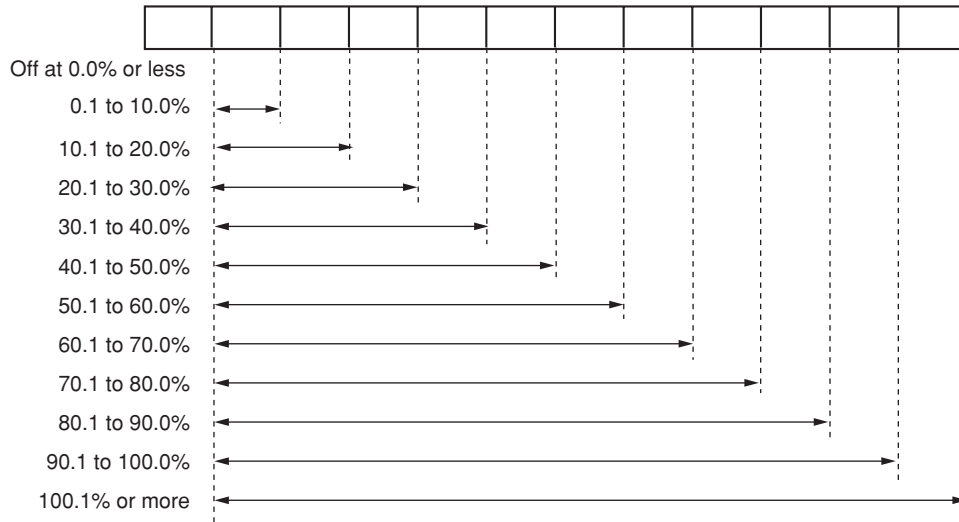 Off at 0.0% or less
0.1 to 10.0%
10.1 to 20.0%
20.1 to 30.0%
30.1 to 40.0%
40.1 to 50.0%
50.1 to 60.0%
60.1 to 70.0%
70.1 to 80.0%
80.1 to 90.0%
90.1 to 100.0%
100.1% or more